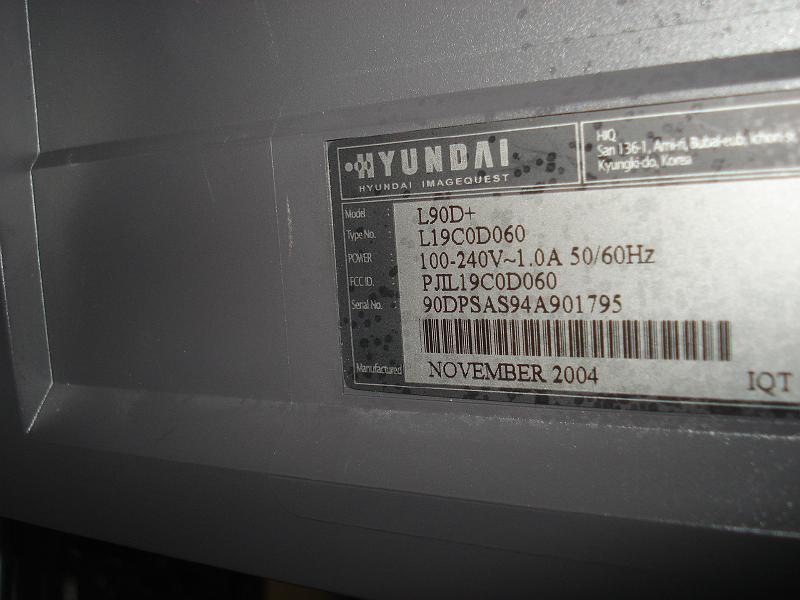 HYUNDAI
HYUNDAI IMAGEQUEST
HIQ
San 136-1, Ami-ri, Bubal-eub, Ichon-si,
Kyungki-do, Korea
Model : L90D+
Type No. : L19C0D060
POWER : 100-240V~1.0A 50/60Hz
FCC ID. : PJIL19C0D060
Serial No. : 90DPSAS94A901795
Manufactured NOVEMBER 2004
IQT